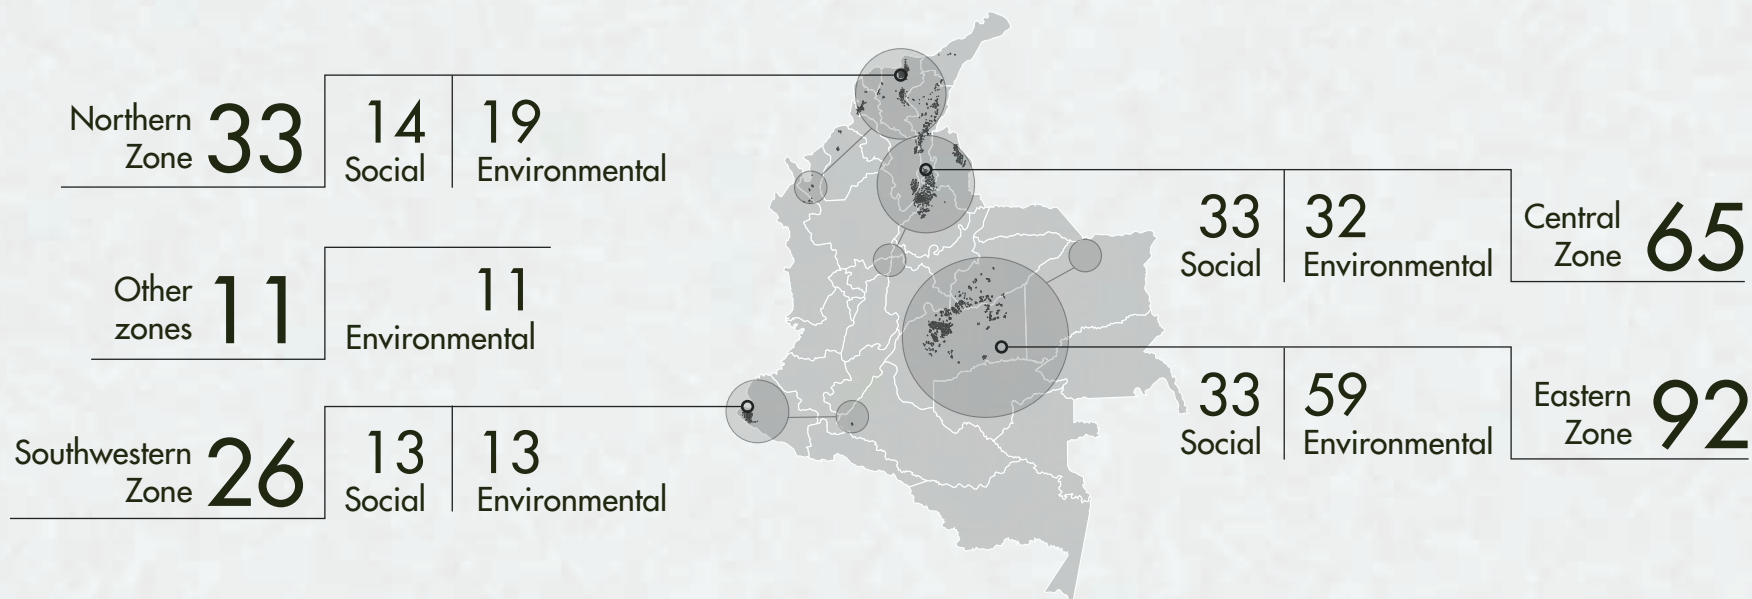 Northern
Zone
33
14
Social
19
Environmental
Other
zones
11
11
Environmental
Southwestern
Zone
26
13
Social
13
Environmental
33
Social
32
Environmental
Central
Zone
65
33
Social
59
Environmental
Eastern
Zone
92